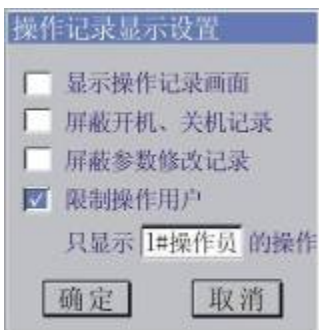 操作记录显示设置
显示操作记录画面
屏蔽开机、关机记录
屏蔽参数修改记录
限制操作用户
只显示 1#操作员 的操作
确定 取消